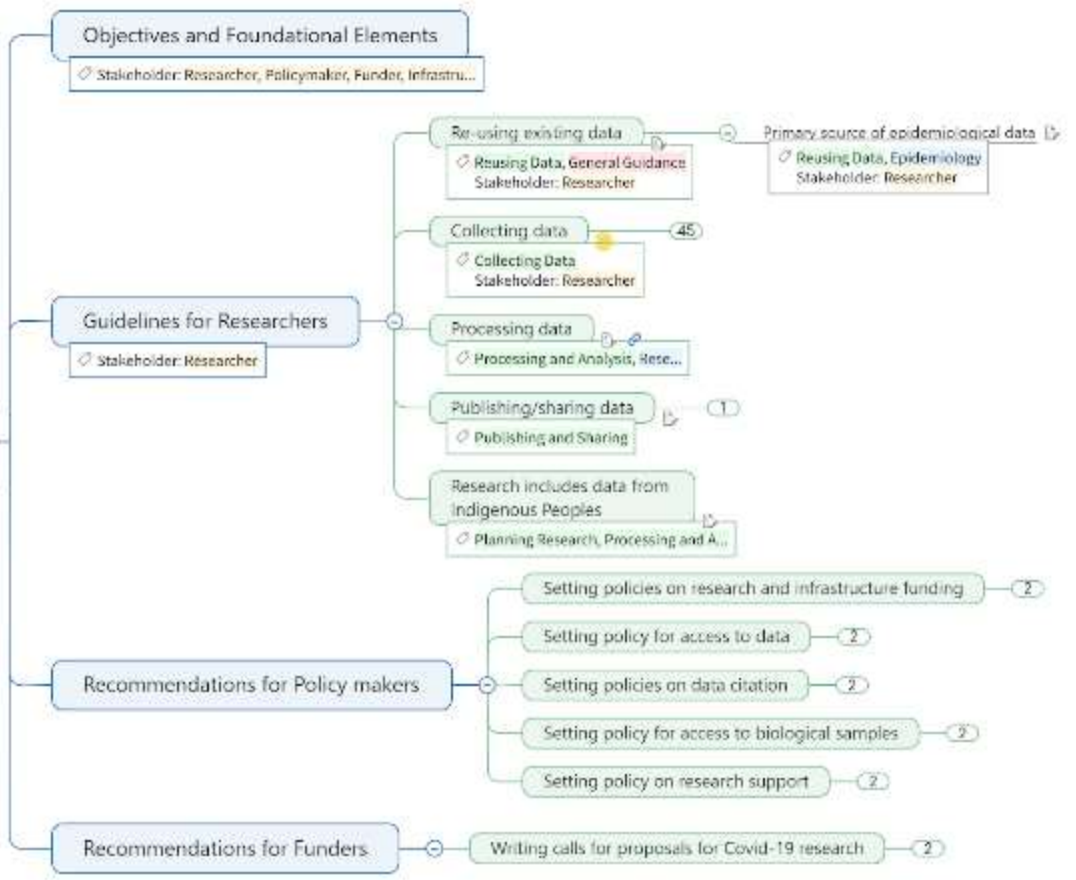 Objectives and Foundational Elements
Stakeholder: Researcher, Policymaker, Funder, Infrastru...
Re-using existing data
Reusing Data, General Guidance
Stakeholder: Researcher
Primary source of epidemiological data
Reusing Data, Epidemiology
Stakeholder: Researcher
Collecting data
45
Collecting Data
Stakeholder: Researcher
Guidelines for Researchers
Stakeholder: Researcher
Processing data
Processing and Analysis, Rese...
Publishing/sharing data
1
Publishing and Sharing
Research includes data from
Indigenous Peoples
Planning Research, Processing and A...
Recommendations for Policy makers
Setting policies on research and infrastructure funding
2
Setting policy for access to data
2
Setting policies on data citation
2
Setting policy for access to biological samples
2
Setting policy on research support
2
Recommendations for Funders
Writing calls for proposals for Covid-19 research
2